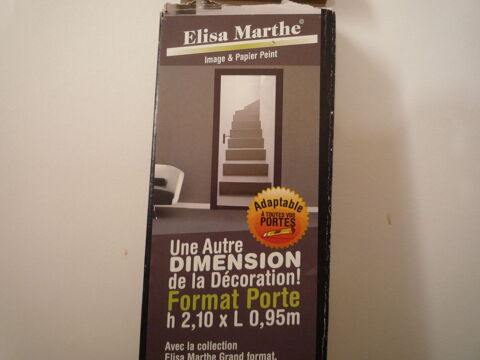 Elisa Marthe©
Image & Papier Peint
Adaptable
À TOUTES VOS
PORTES
Une Autre
DIMENSION
de la Décoration!
Format Porte
h 2,10 x L 0,95m
Avec la collection
Elisa Marthe Grand format,